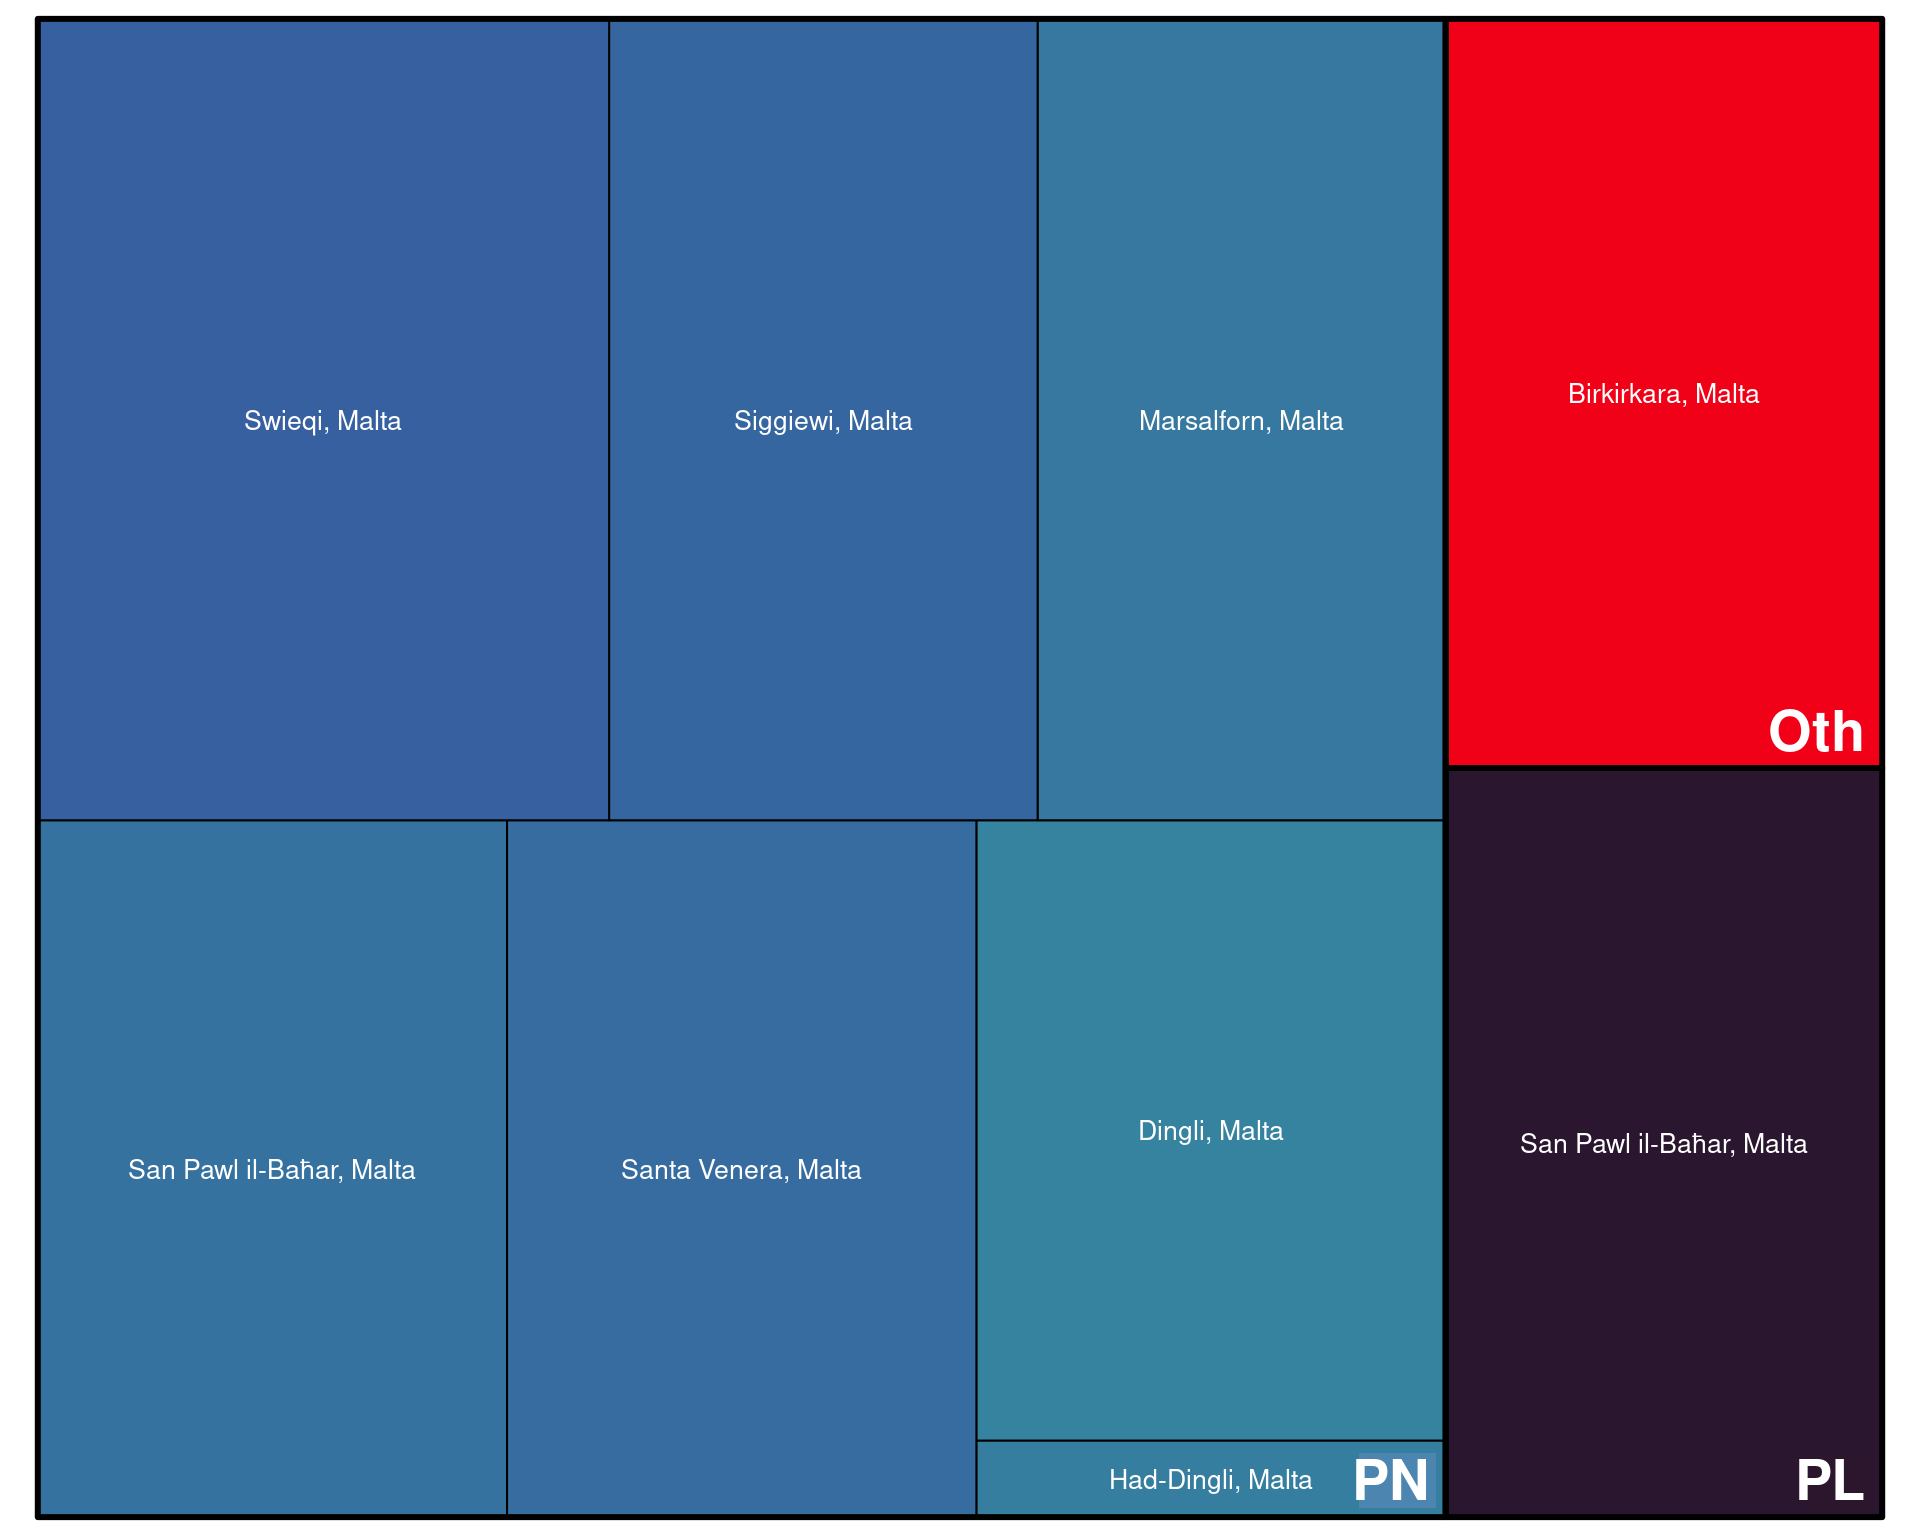 Swieqi, Malta
Siggiewi, Malta
Marsalforn, Malta
Birkirkara, Malta
Oth
San Pawl il-Baħar, Malta
Santa Venera, Malta
Dingli, Malta
Had-Dingli, Malta
PN
San Pawl il-Baħar, Malta
PL